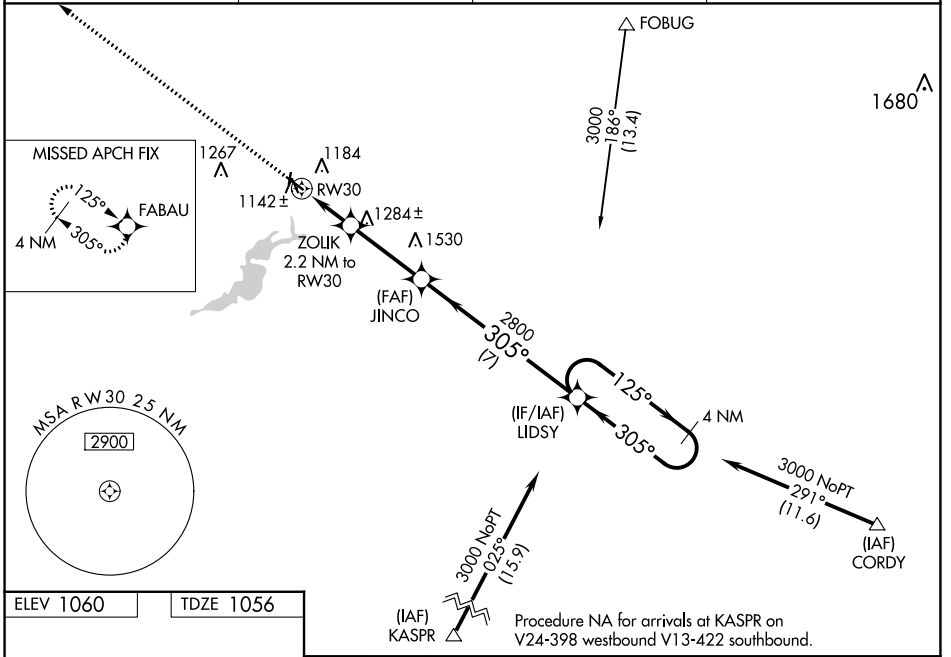 FOBUG
3000
186°
(13.4)
1680
MISSED APCH FIX
125°
FABAU
4 NM
305°
1267
1184
RW30
1142±
1284±
ZOLIK
2.2 NM to
RW30
1530
(FAF)
JINCO
2800
305°
(7)
(IF/IAF)
LIDSY
125°
4 NM
305°
MSA RW30 25 NM
2900
3000 NoPT
291°
(11.6)
(IAF)
CORDY
3000 NoPT
025°
(15.9)
(IAF)
KASPR
Procedure NA for arrivals at KASPR on
V24-398 westbound V13-422 southbound.
ELEV 1060
TDZE 1056